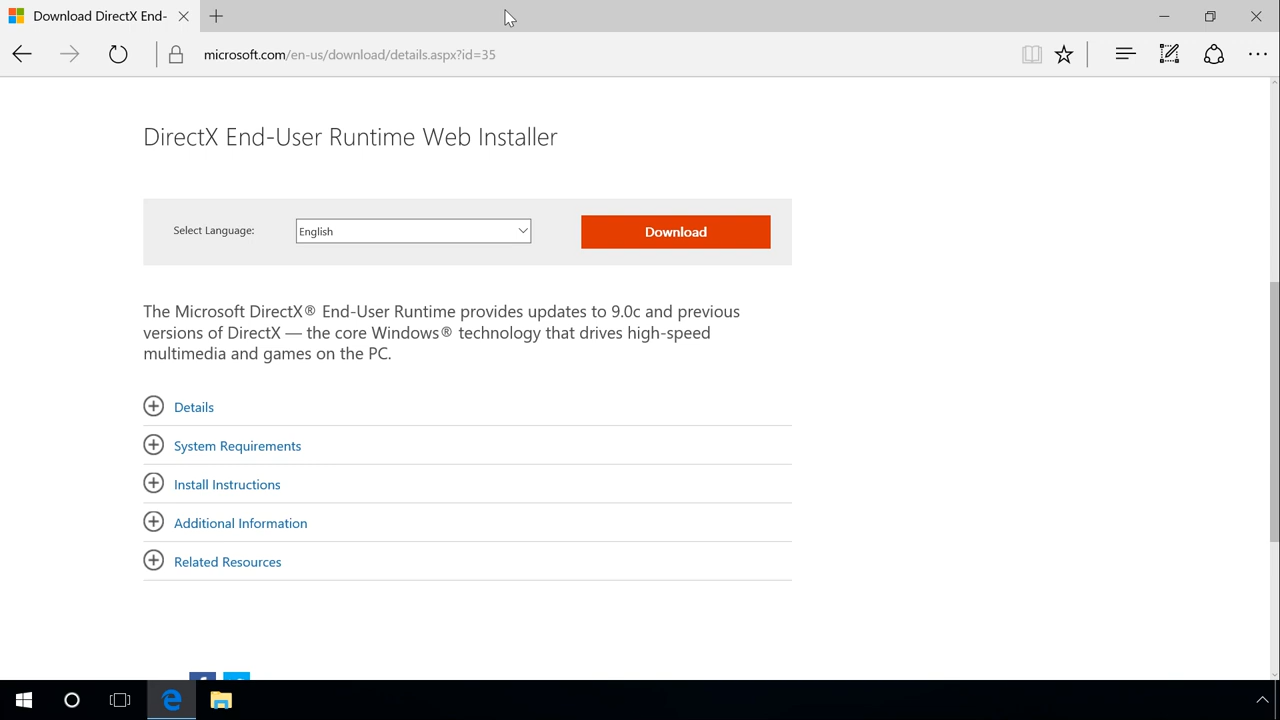 Download DirectX End-
microsoft.com/en-us/download/details.aspx?id=35
DirectX End-User Runtime Web Installer
Select Language:
English
Download
The Microsoft DirectX® End-User Runtime provides updates to 9.0c and previous
versions of DirectX — the core Windows® technology that drives high-speed
multimedia and games on the PC.
Details
System Requirements
Install Instructions
Additional Information
Related Resources